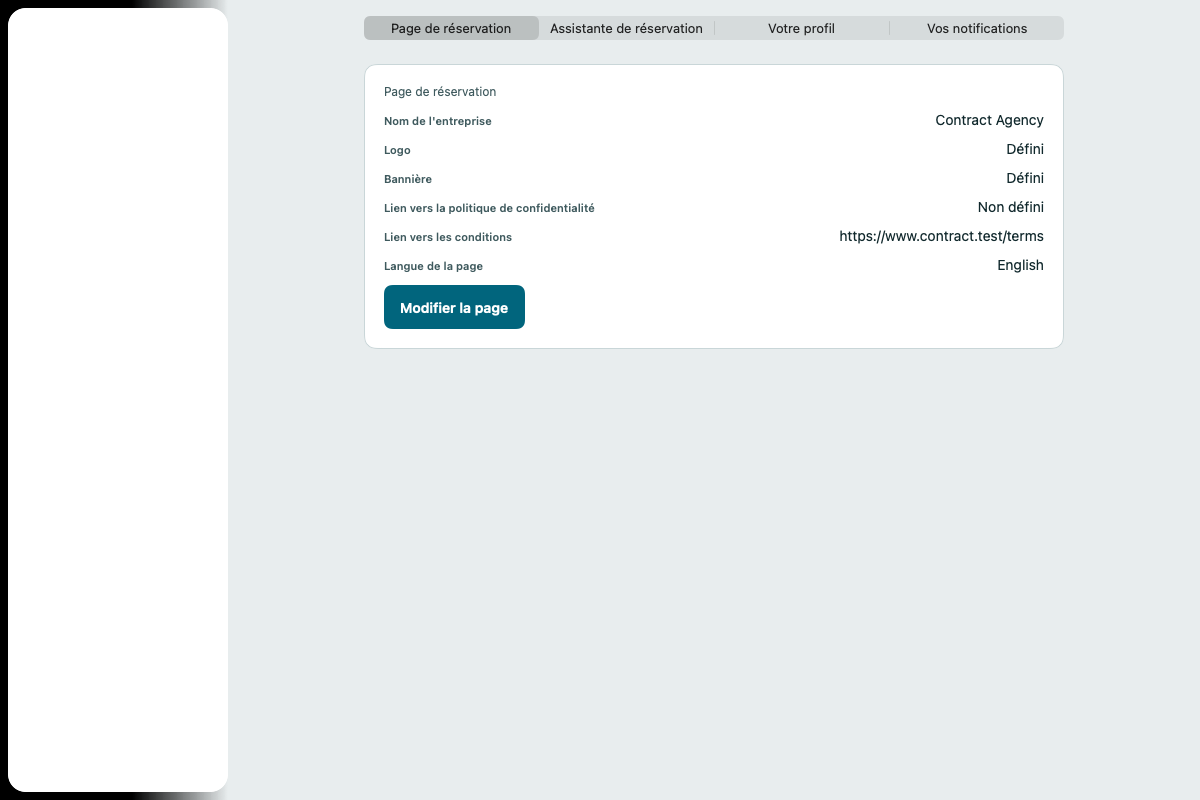 Page de réservation
Assistante de réservation
Votre profil
Vos notifications
Page de réservation
Nom de l'entreprise
Contract Agency
Logo
Défini
Bannière
Défini
Lien vers la politique de confidentialité
Non défini
Lien vers les conditions
https://www.contract.test/terms
Langue de la page
English
Modifier la page